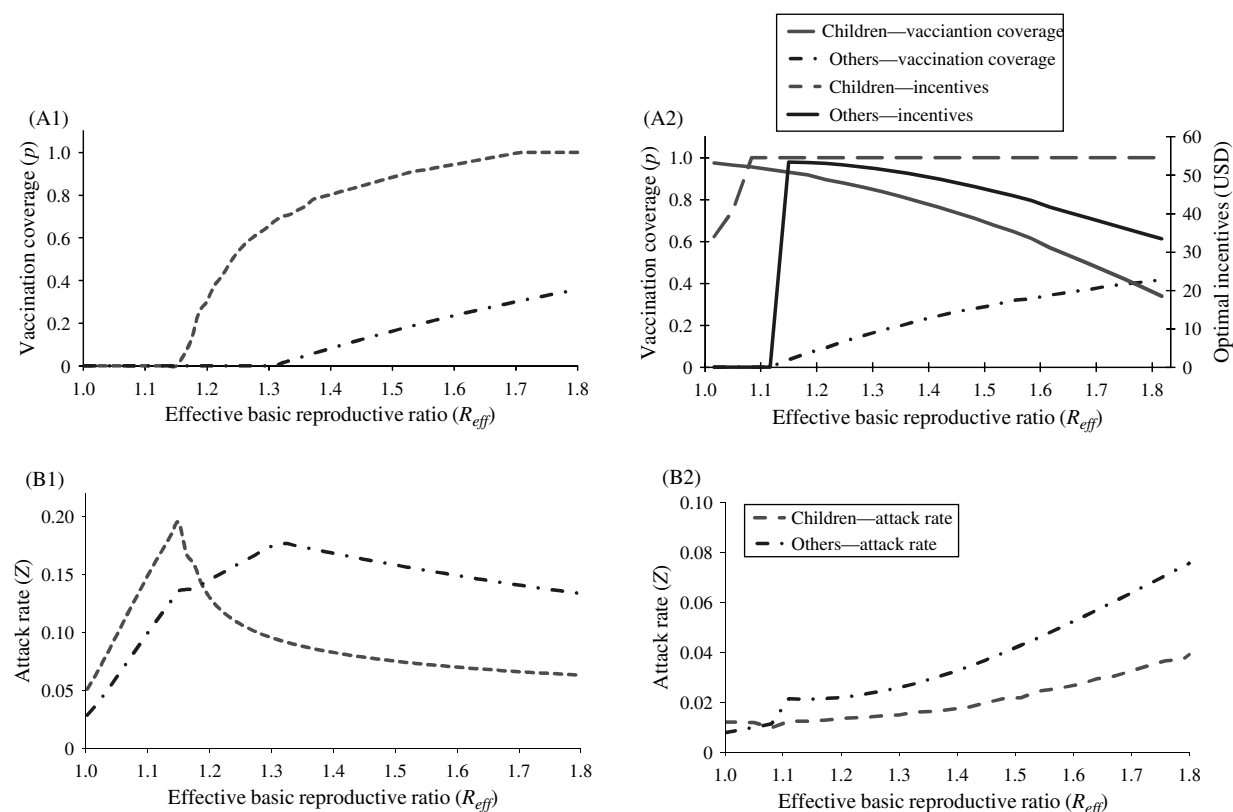 Children—vacciantion coverage
Others—vaccination coverage
Children—incentives
Others—incentives
(A1)
Vaccination coverage (p)
1.0
0.8
0.6
0.4
0.2
0
1.0 1.1 1.2 1.3 1.4 1.5 1.6 1.7 1.8
Effective basic reproductive ratio (R_eff)
(A2)
Vaccination coverage (p)
1.0
0.8
0.6
0.4
0.2
0
60
50
40
30
20
10
0
Optimal incentives (USD)
1.0 1.1 1.2 1.3 1.4 1.5 1.6 1.7 1.8
Effective basic reproductive ratio (R_eff)
(B1)
Attack rate (Z)
0.20
0.15
0.10
0.05
0
1.0 1.1 1.2 1.3 1.4 1.5 1.6 1.7 1.8
Effective basic reproductive ratio (R_eff)
(B2)
Children—attack rate
Others—attack rate
Attack rate (Z)
0.10
0.08
0.06
0.04
0.02
0
1.0 1.1 1.2 1.3 1.4 1.5 1.6 1.7 1.8
Effective basic reproductive ratio (R_eff)